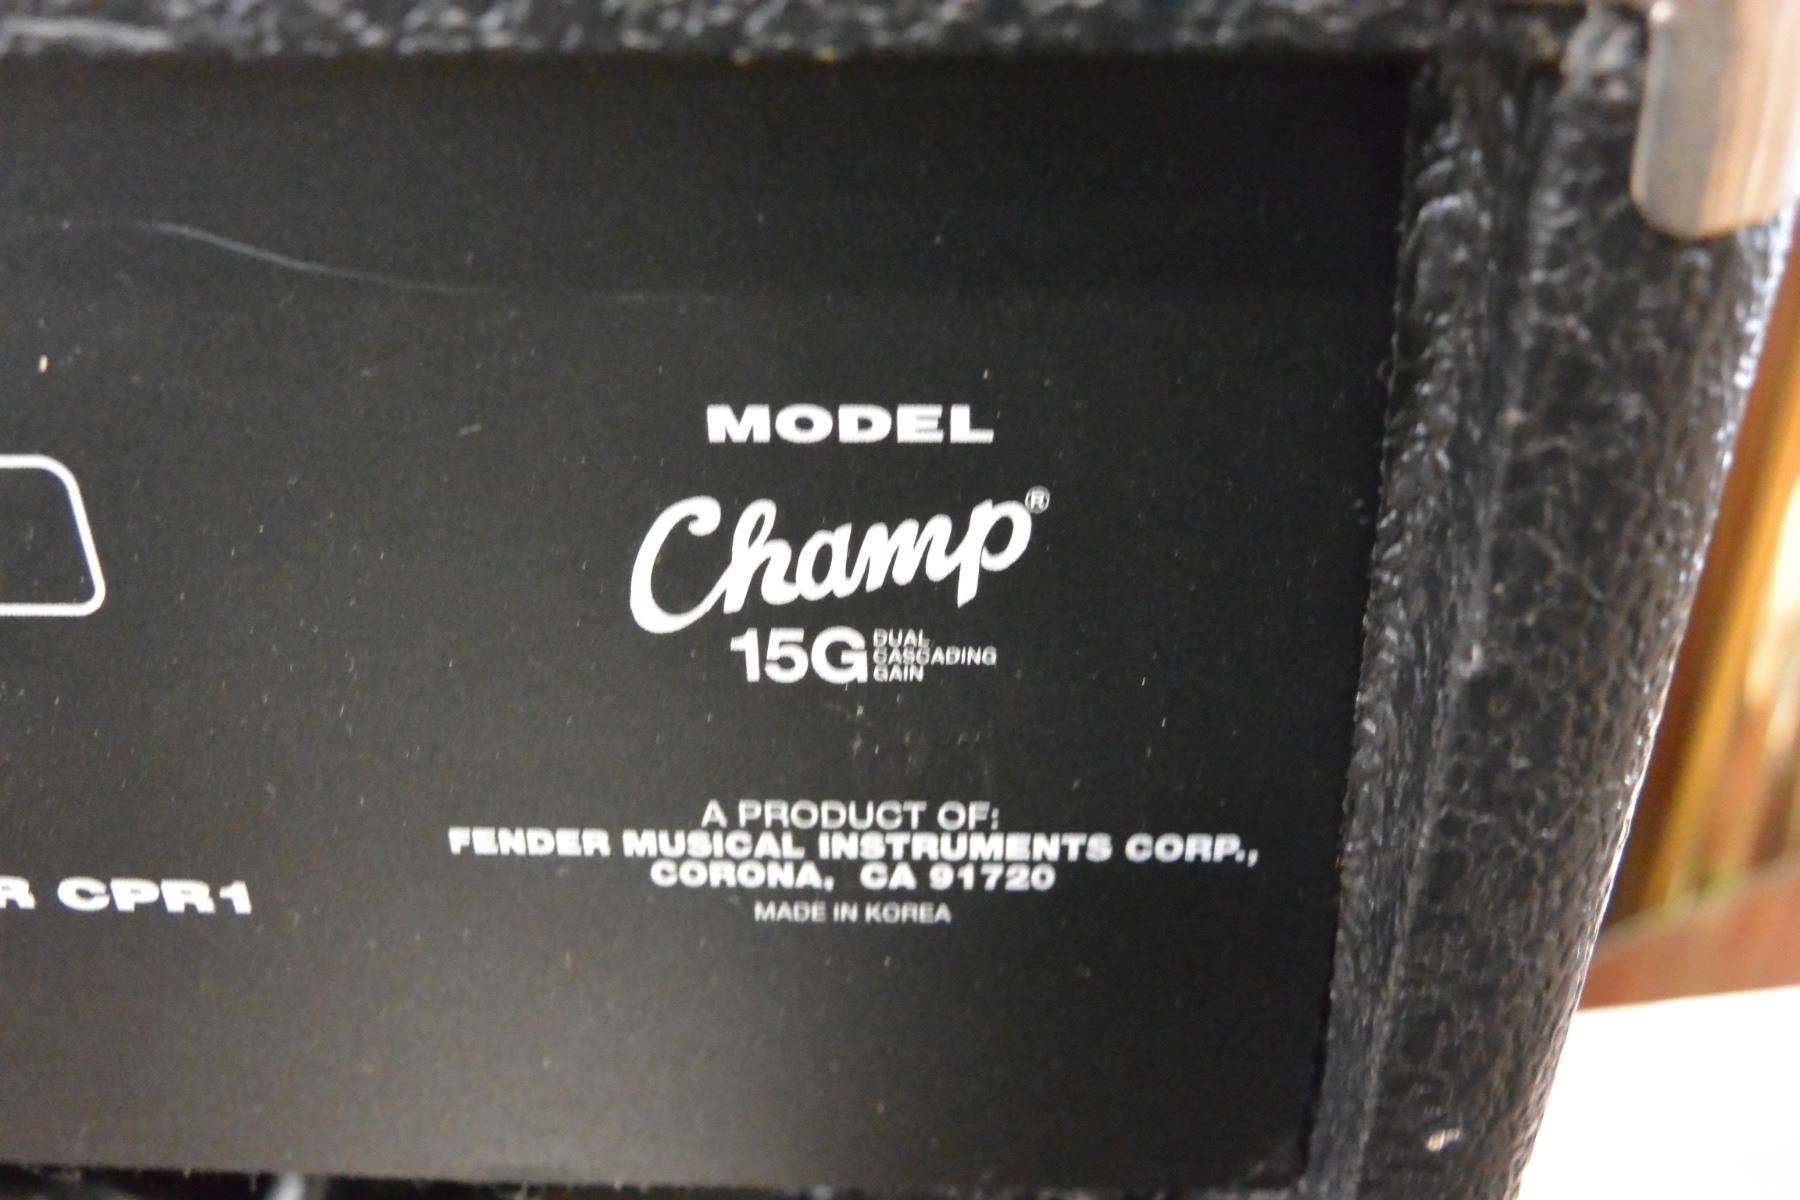 MODEL
Champ®
15G DUAL
CASCADING
GAIN
A PRODUCT OF:
FENDER MUSICAL INSTRUMENTS CORP.,
CORONA, CA 91720
MADE IN KOREA
R CPR1